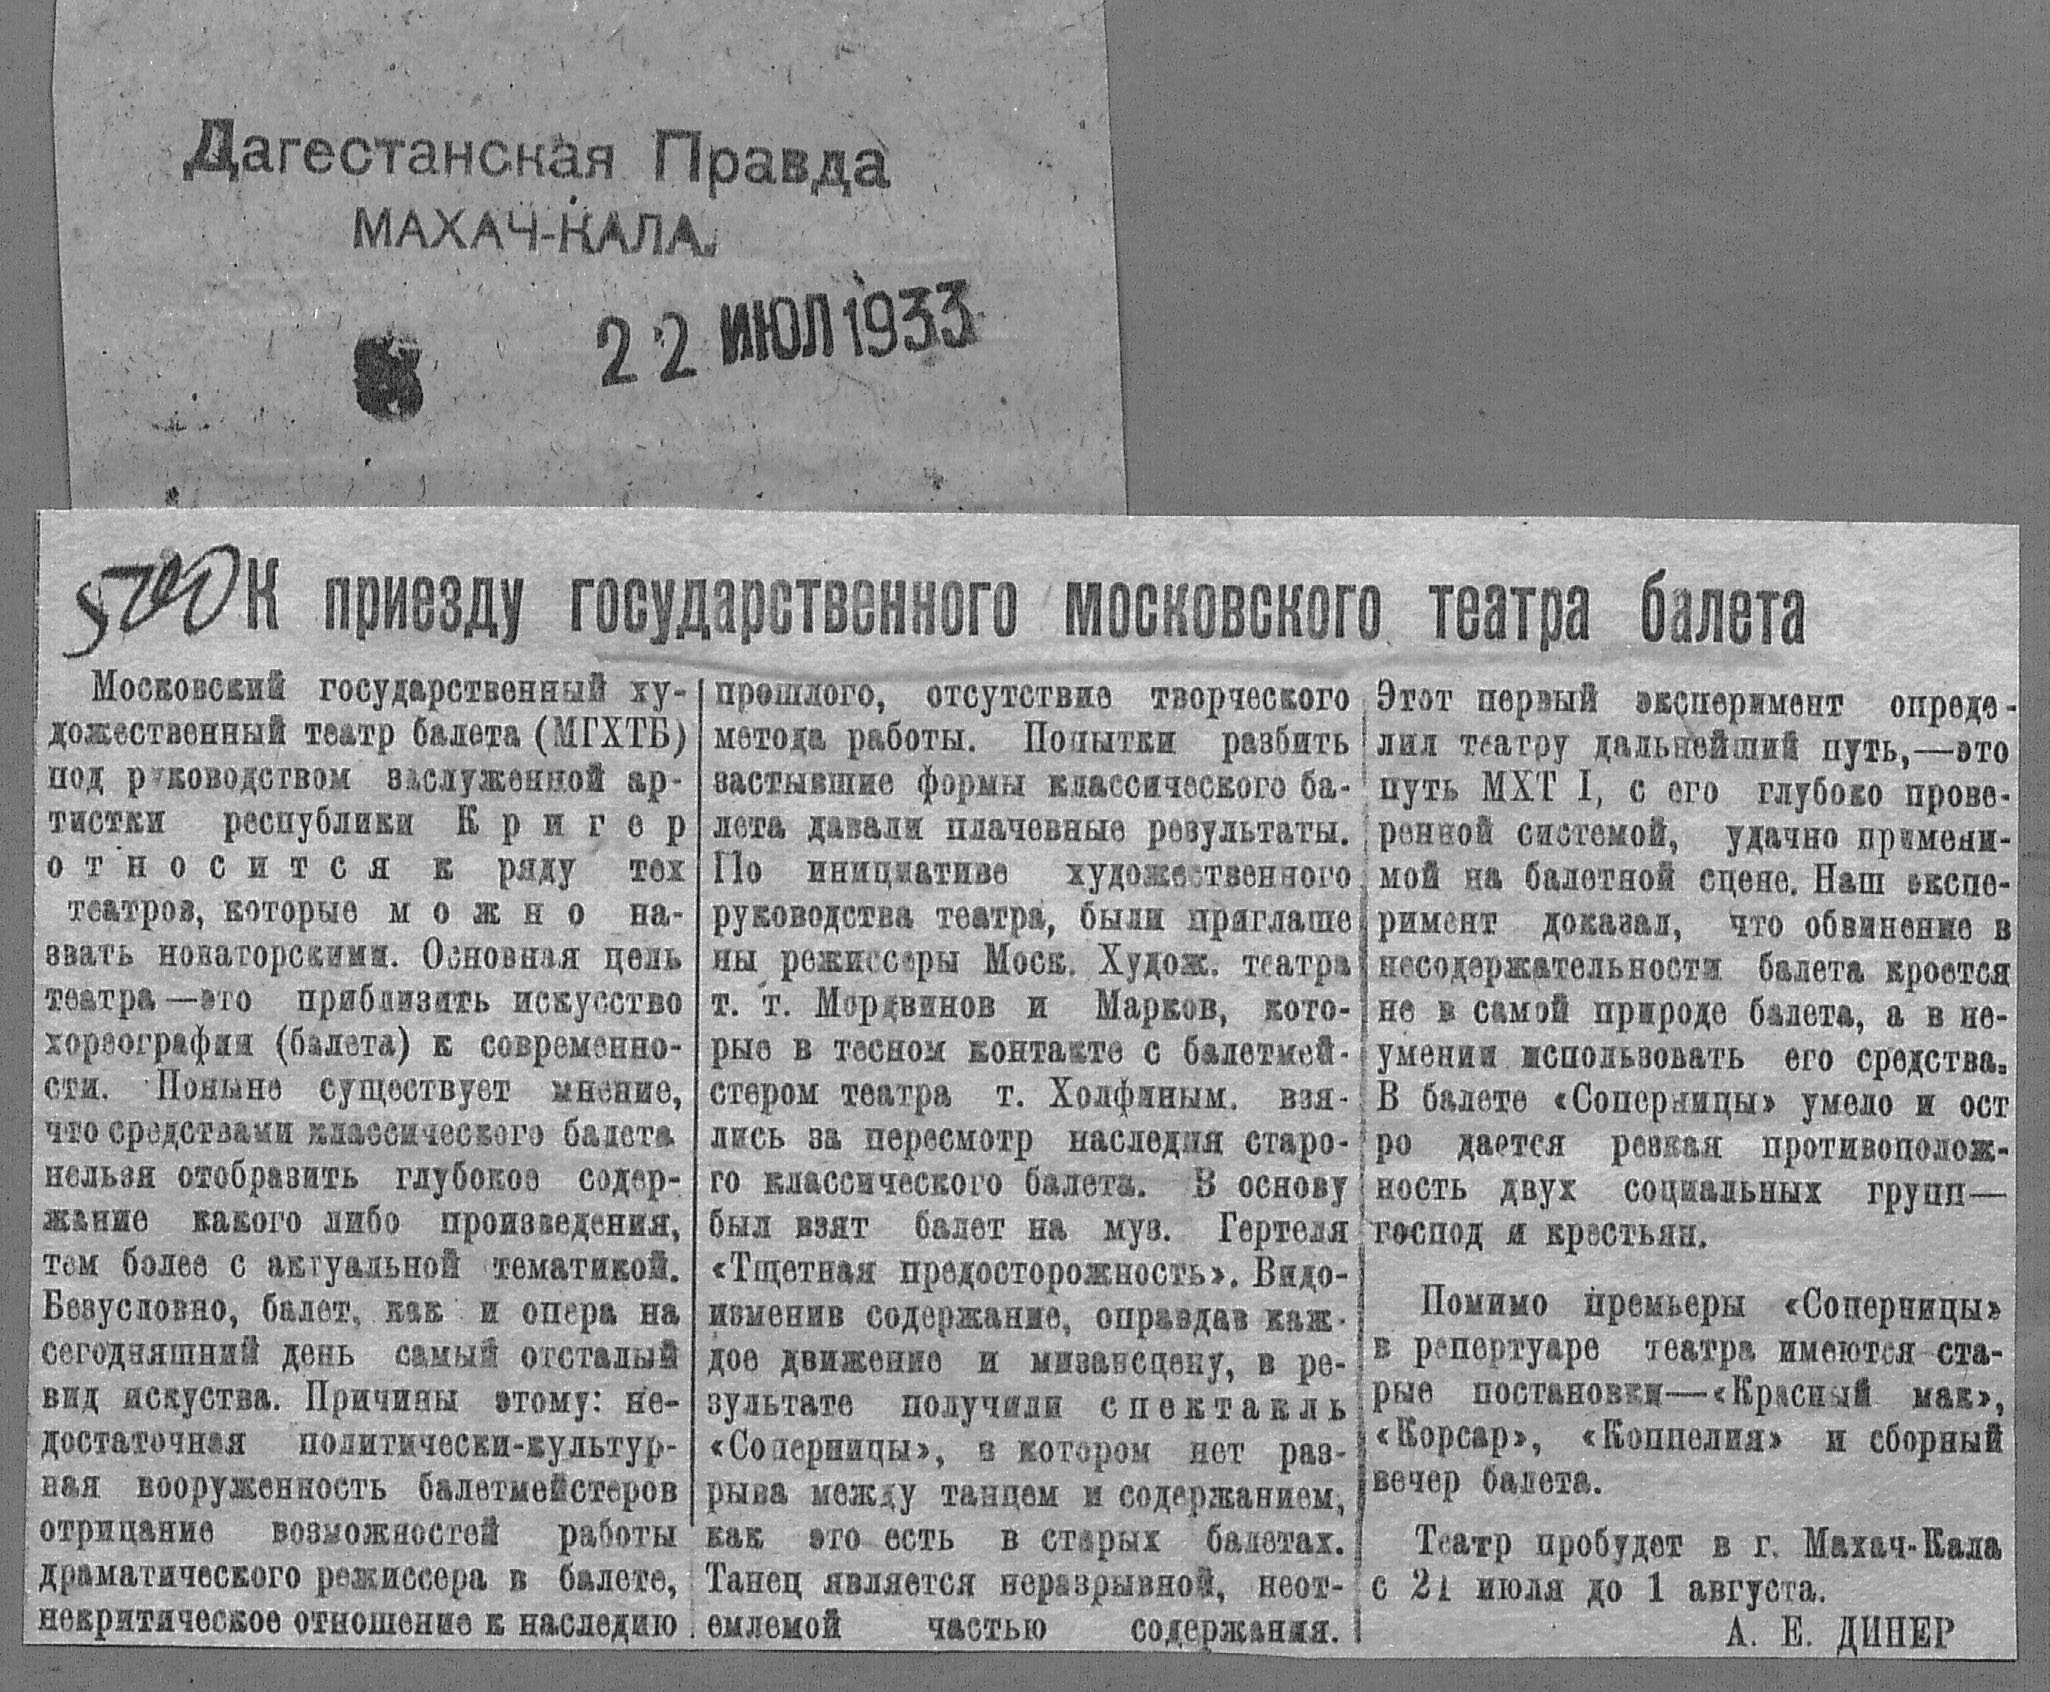 Дагестанская Правда
МАХАЧ-КАЛА.
22 ИЮЛ 1933
К приезду государственного московского театра балета
Московский государственный ху-
дожественный театр балета (МГХТБ)
под руководством заслуженной ар-
тистки республики Кригер
относится к ряду тех
театров, которые можно на-
звать новаторскими. Основная цель
театра—это приблизить искусство
хореографии (балета) к современно-
сти. Поныне существует мнение,
что средствами классического балета
нельзя отобразить глубокое содер-
жание какого либо произведения,
тем более с актуальной тематикой.
Безусловно, балет, как и опера на
сегодняшний день самый отсталый
вид искуства. Причины этому: не-
достаточная политически-культур-
ная вооруженность балетмейстеров
отрицание возможностей работы
драматического режиссера в балете,
некритическое отношение к наследию
прошлого, отсутствие творческого
метода работы. Попытки разбить
застывшие формы классического ба-
лета давали плачевные результаты.
По инициативе художественного
руководства театра, были приглаше
ны режиссеры Моск. Худож. театра
т. т. Мордвинов и Марков, кото-
рые в тесном контакте с балетмей-
стером театра т. Холфиным. взя-
лись за пересмотр наследия старо-
го классического балета. В основу
был взят балет на муз. Гертеля
«Тщетная предосторожность». Видо-
изменив содержание, оправдав каж-
дое движение и мизансцену, в ре-
зультате получили спектакль
«Соперницы», в котором нет раз-
рыва между танцем и содержанием,
как это есть в старых балетах.
Танец является неразрывной, неот-
емлемой частью содержания.
Этот первый эксперимент опреде-
лил театру дальнейший путь,—это
путь МХТ I, с его глубоко прове-
ренной системой, удачно примени-
мой на балетной сцене. Наш экспе-
римент доказал, что обвинение в
несодержательности балета кроется
не в самой природе балета, а в не-
умении использовать его средства.
В балете «Соперницы» умело и ост
ро дается резкая противополож-
ность двух социальных групп—
господ и крестьян.
Помимо премьеры «Соперницы»
в репертуаре театра имеются ста-
рые постановки—«Красный мак»,
«Корсар», «Коппелия» и сборный
вечер балета.
Театр пробудет в г. Махач-Кала
с 21 июля до 1 августа.
А. Е. ДИНЕР